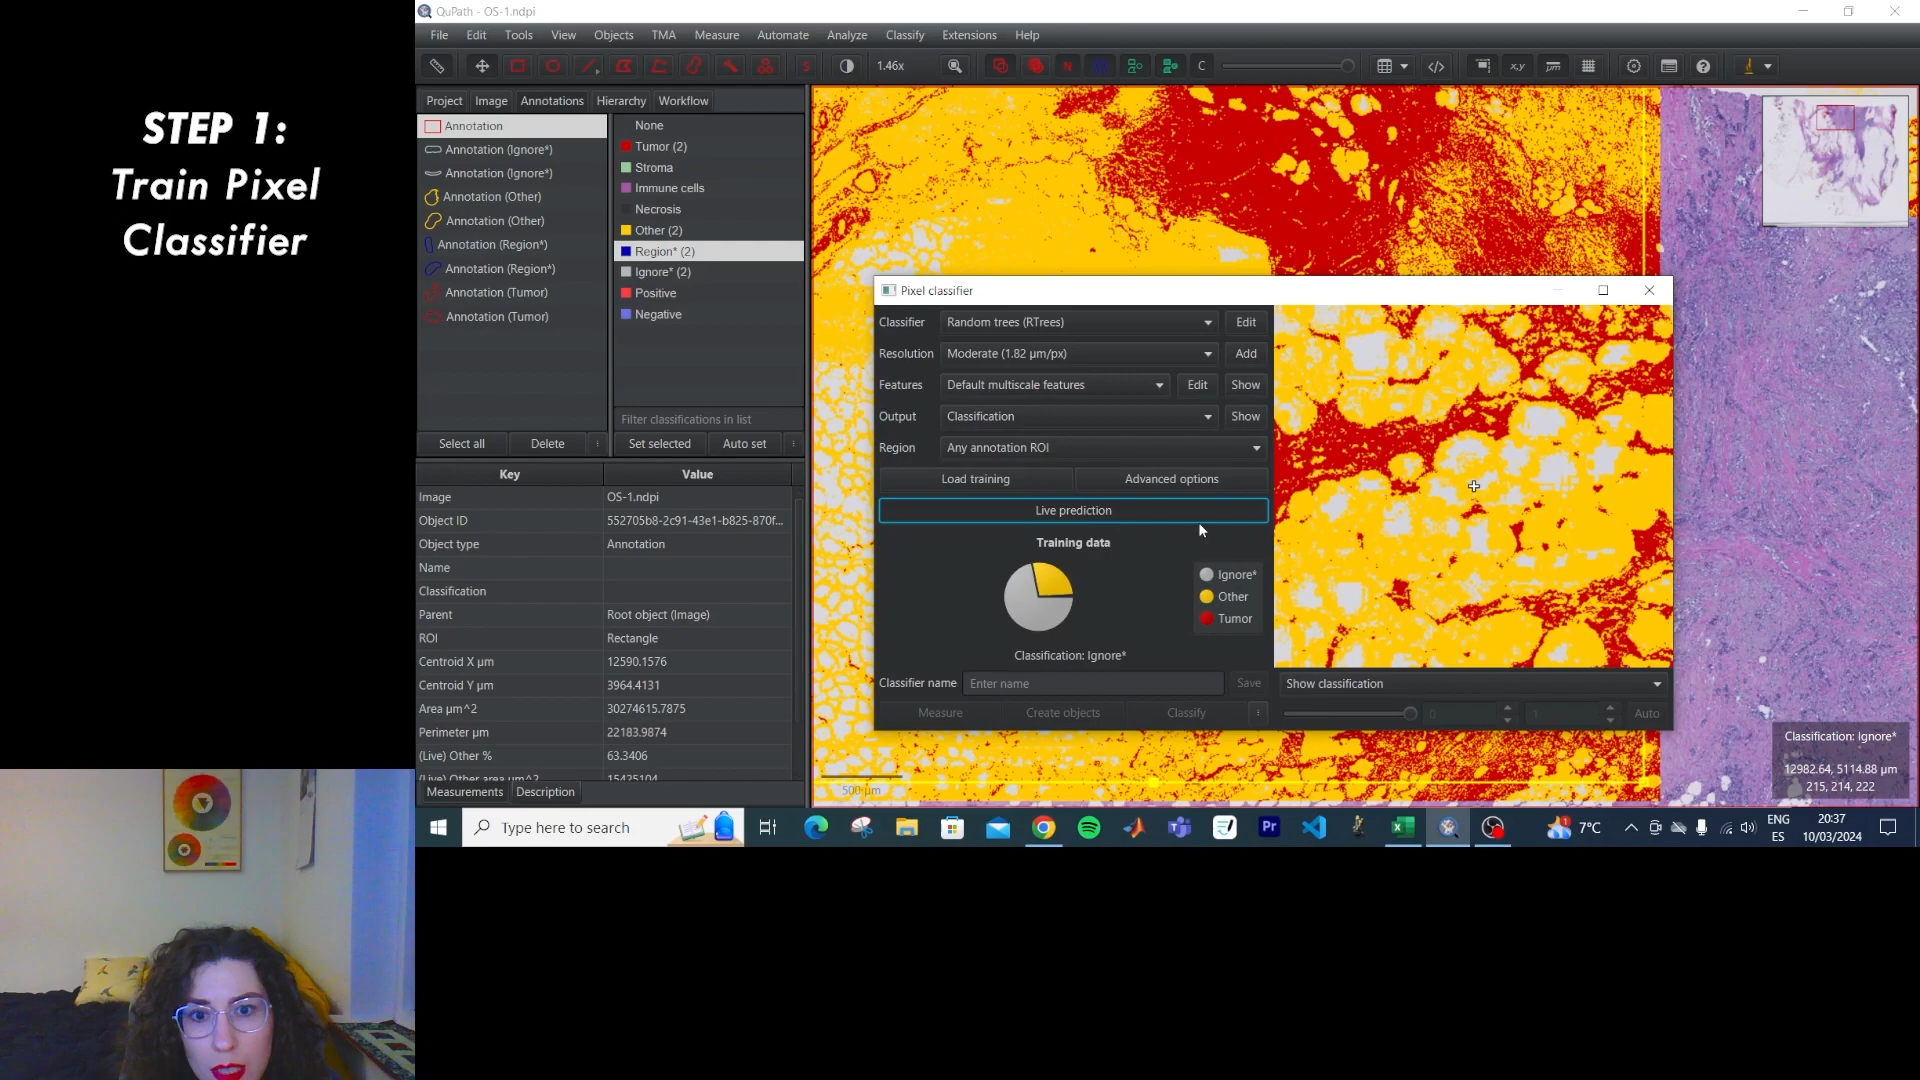 STEP 1:
Train Pixel
Classifier
QuPath - OS-1.ndpi
File Edit Tools View Objects TMA Measure Automate Analyze Classify Extensions Help
S 1.46x N C x,y µm
Project Image Annotations Hierarchy Workflow
Annotation
Annotation (Ignore*)
Annotation (Ignore*)
Annotation (Other)
Annotation (Other)
Annotation (Region*)
Annotation (Region*)
Annotation (Tumor)
Annotation (Tumor)
None
Tumor (2)
Stroma
Immune cells
Necrosis
Other (2)
Region* (2)
Ignore* (2)
Positive
Negative
Filter classifications in list
Select all Delete Set selected Auto set
Key Value
Image OS-1.ndpi
Object ID 552705b8-2c91-43e1-b825-870f...
Object type Annotation
Name
Classification
Parent Root object (Image)
ROI Rectangle
Centroid X µm 12590.1576
Centroid Y µm 3964.4131
Area µm^2 30274615.7875
Perimeter µm 22183.9874
(Live) Other % 63.3406
(Live) Other area µm^2 15425104
Measurements Description
Pixel classifier
Classifier Random trees (RTrees) Edit
Resolution Moderate (1.82 µm/px) Add
Features Default multiscale features Edit Show
Output Classification Show
Region Any annotation ROI
Load training Advanced options
Live prediction
Training data
Ignore*
Other
Tumor
Classification: Ignore*
Classifier name Enter name Save
Measure Create objects Classify
Show classification
0 1 Auto
500 µm
Classification: Ignore*
12982.64, 5114.88 µm
215, 214, 222
Type here to search
Pr
7°C
ENG
ES
20:37
10/03/2024